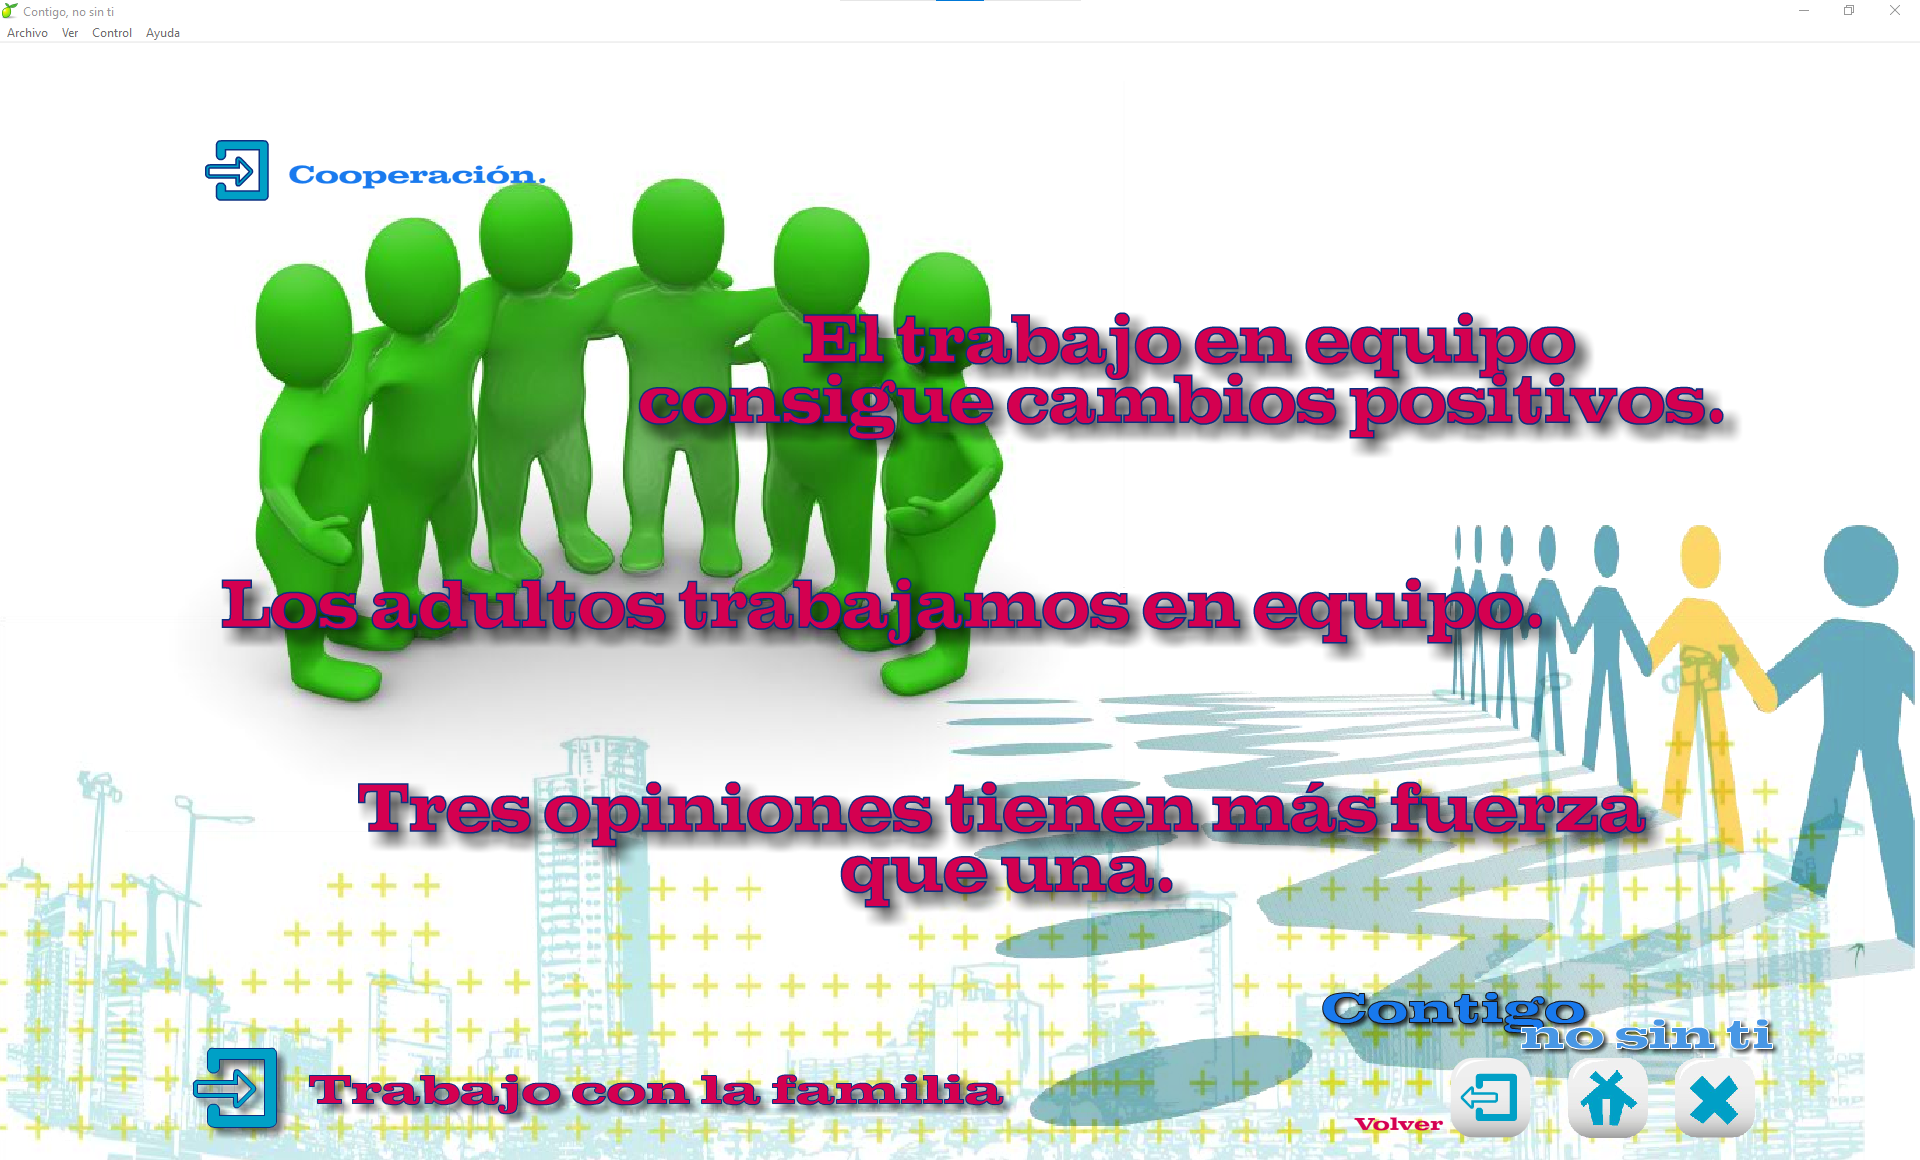 Contigo, no sin ti
Archivo Ver Control Ayuda
Cooperación.
El trabajo en equipo
consigue cambios positivos.
Los adultos trabajamos en equipo.
Tres opiniones tienen más fuerza
que una.
Contigo
no sin ti
Trabajo con la familia
Volver